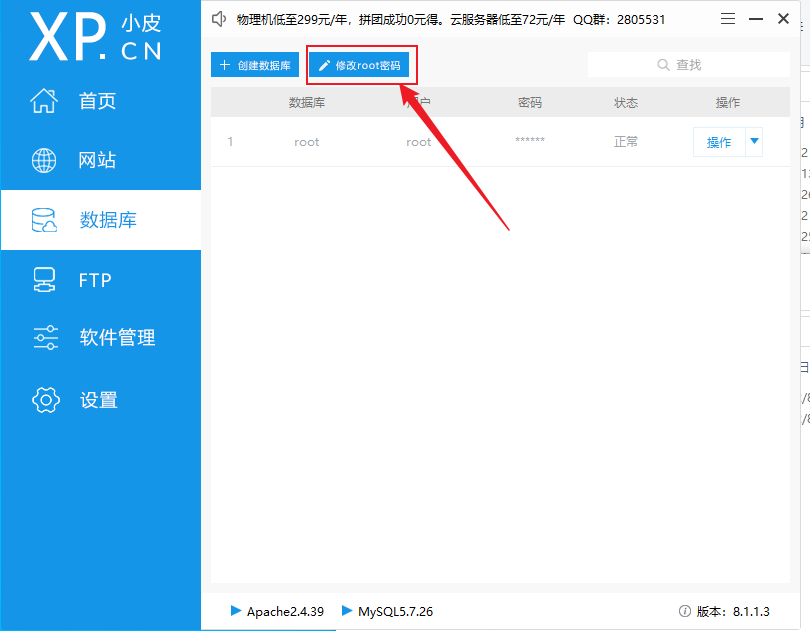 XP.CN 小皮
物理机低至299元/年，拼团成功0元得。云服务器低至72元/年 QQ群：2805531
创建数据库 修改root密码 查找
首页
网站
数据库
FTP
软件管理
设置
数据库 密码 状态 操作
1 root root ****** 正常 操作
Apache2.4.39 MySQL5.7.26 版本：8.1.1.3